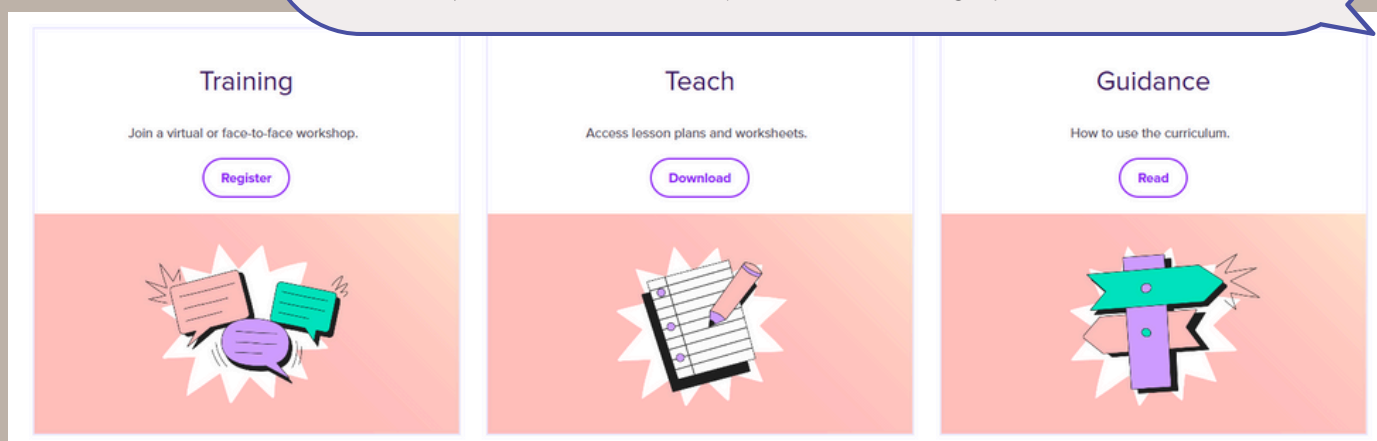 Training
Join a virtual or face-to-face workshop.
Register
Teach
Access lesson plans and worksheets.
Download
Guidance
How to use the curriculum.
Read